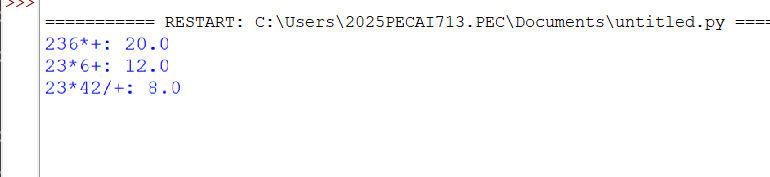 >>>
=========== RESTART: C:\Users\2025PECAI713.PEC\Documents\untitled.py ====
236*+: 20.0
23*6+: 12.0
23*42/+: 8.0